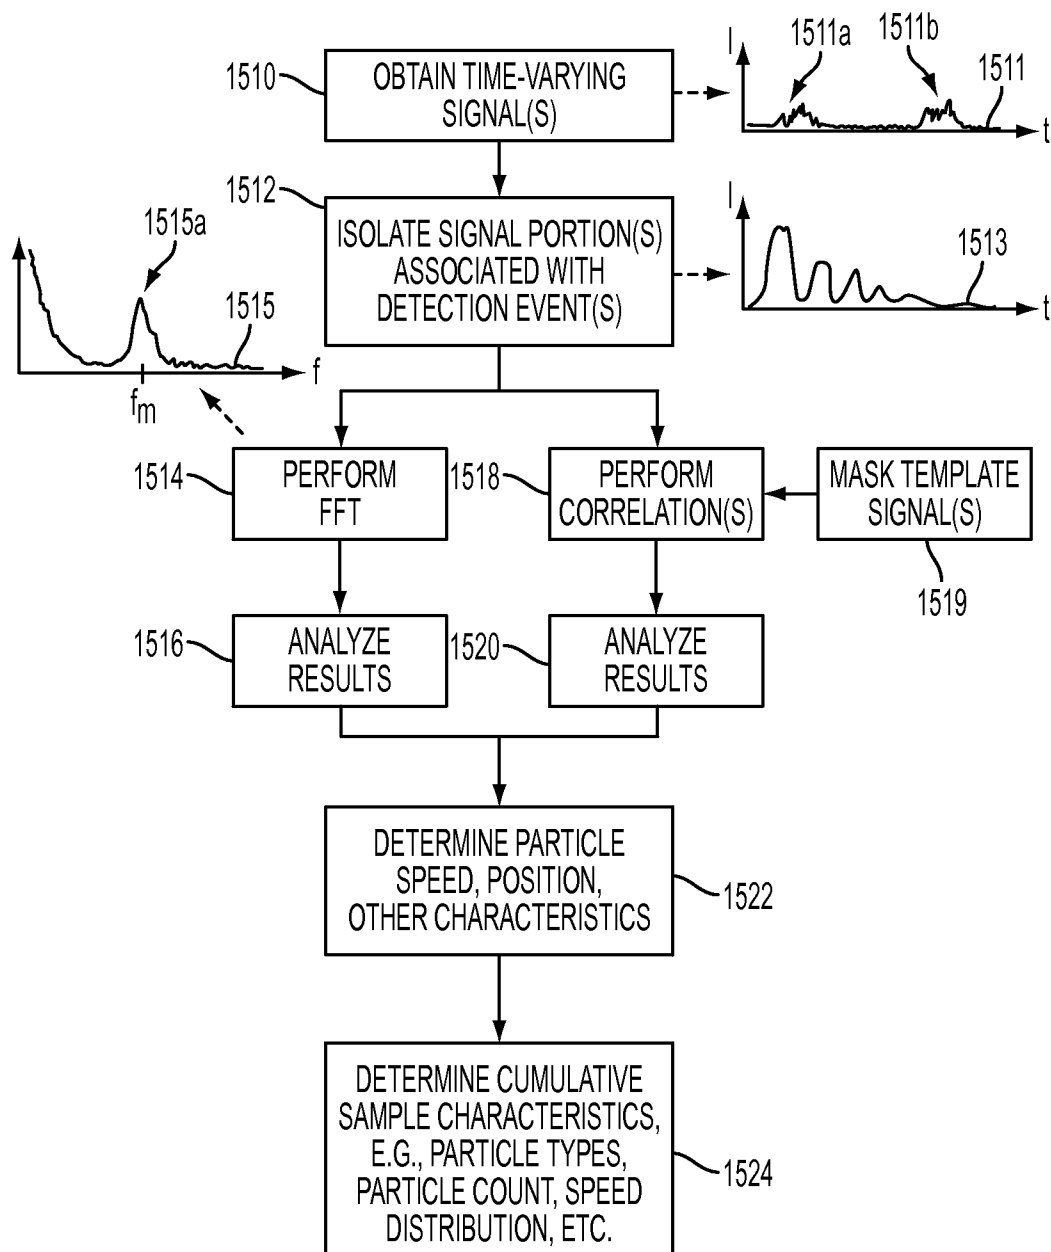 1510
OBTAIN TIME-VARYING
SIGNAL(S)
I
1511a
1511b
1511
t
1512
ISOLATE SIGNAL PORTION(S)
ASSOCIATED WITH
DETECTION EVENT(S)
I
1513
t
1515a
1515
f
fm
1514
PERFORM
FFT
1518
PERFORM
CORRELATION(S)
MASK TEMPLATE
SIGNAL(S)
1519
1516
ANALYZE
RESULTS
1520
ANALYZE
RESULTS
DETERMINE PARTICLE
SPEED, POSITION,
OTHER CHARACTERISTICS
1522
DETERMINE CUMULATIVE
SAMPLE CHARACTERISTICS,
E.G., PARTICLE TYPES,
PARTICLE COUNT, SPEED
DISTRIBUTION, ETC.
1524